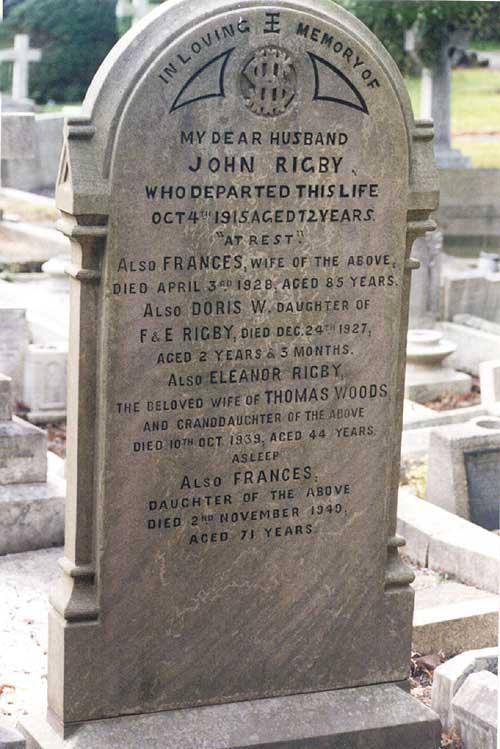 IN LOVING MEMORY OF
IHS
MY DEAR HUSBAND
JOHN RIGBY,
WHO DEPARTED THIS LIFE
OCT 4TH 1915 AGED 72 YEARS.
"AT REST."
ALSO FRANCES, WIFE OF THE ABOVE,
DIED APRIL 3RD 1928, AGED 85 YEARS.
ALSO DORIS W. DAUGHTER OF
F & E RIGBY, DIED DEC. 24TH 1927,
AGED 2 YEARS & 3 MONTHS.
ALSO ELEANOR RIGBY,
THE BELOVED WIFE OF THOMAS WOODS
AND GRANDDAUGHTER OF THE ABOVE
DIED 10TH OCT. 1939, AGED 44 YEARS.
ASLEEP
ALSO FRANCES,
DAUGHTER OF THE ABOVE
DIED 2ND NOVEMBER 1949,
AGED 71 YEARS.